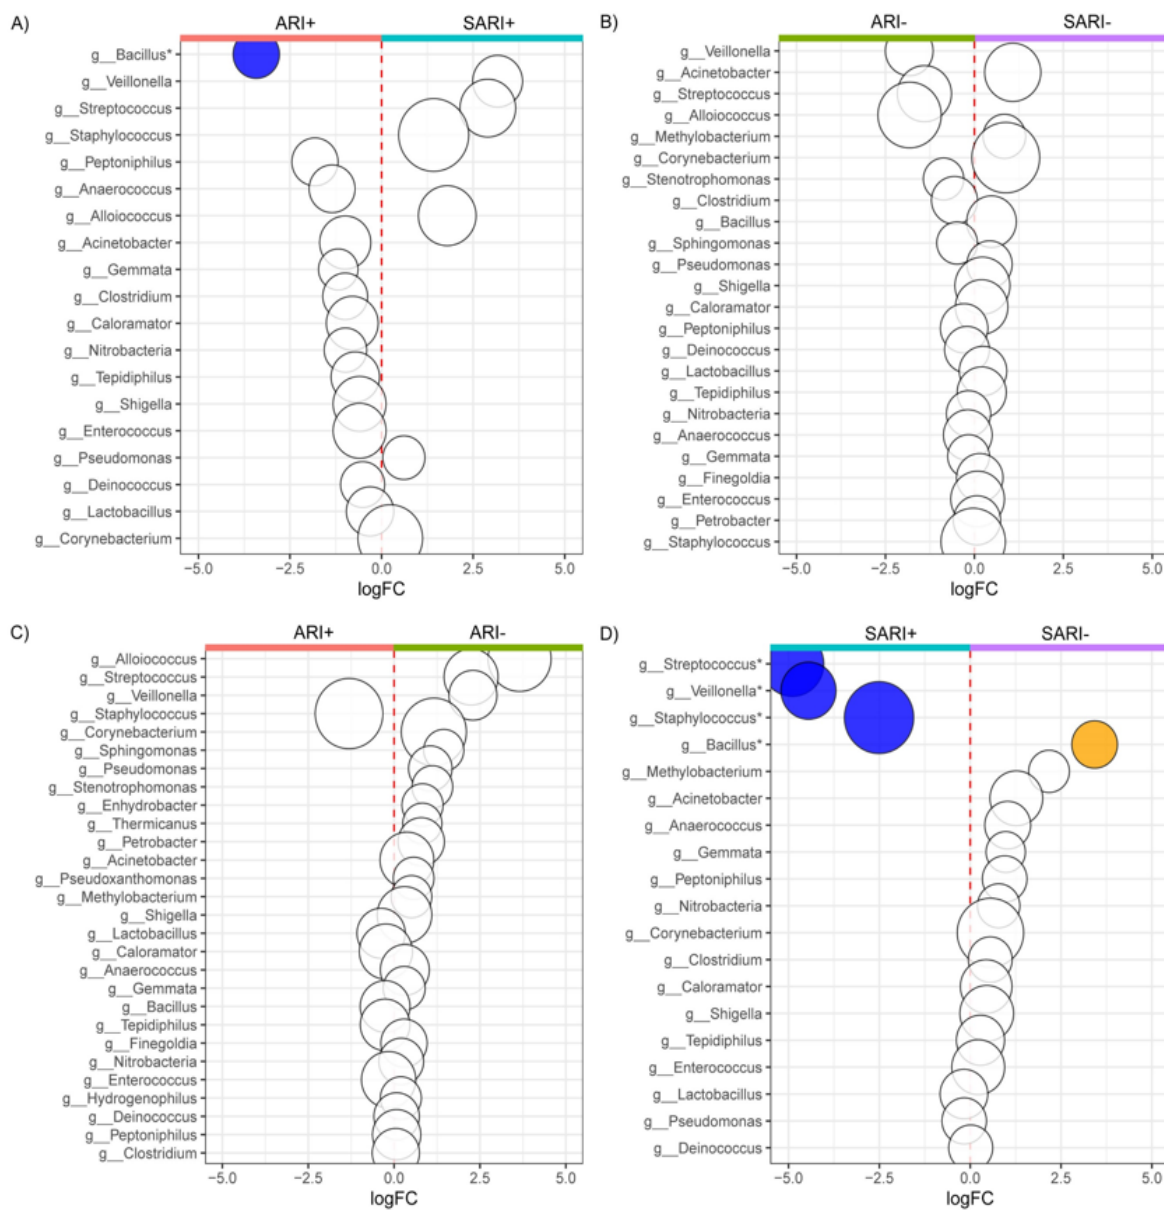 A)
ARI+ SARI+
g__Bacillus*
g__Veillonella
g__Streptococcus
g__Staphylococcus
g__Peptoniphilus
g__Anaerococcus
g__Alloiococcus
g__Acinetobacter
g__Gemmata
g__Clostridium
g__Caloramator
g__Nitrobacteria
g__Tepidiphilus
g__Shigella
g__Enterococcus
g__Pseudomonas
g__Deinococcus
g__Lactobacillus
g__Corynebacterium
−5.0 −2.5 0.0 2.5 5.0
logFC
B)
ARI- SARI-
g__Veillonella
g__Acinetobacter
g__Streptococcus
g__Alloiococcus
g__Methylobacterium
g__Corynebacterium
g__Stenotrophomonas
g__Clostridium
g__Bacillus
g__Sphingomonas
g__Pseudomonas
g__Shigella
g__Caloramator
g__Peptoniphilus
g__Deinococcus
g__Lactobacillus
g__Tepidiphilus
g__Nitrobacteria
g__Anaerococcus
g__Gemmata
g__Finegoldia
g__Enterococcus
g__Petrobacter
g__Staphylococcus
−5.0 −2.5 0.0 2.5 5.0
logFC
C)
ARI+ ARI-
g__Alloiococcus
g__Streptococcus
g__Veillonella
g__Staphylococcus
g__Corynebacterium
g__Sphingomonas
g__Pseudomonas
g__Stenotrophomonas
g__Enhydrobacter
g__Thermicanus
g__Petrobacter
g__Acinetobacter
g__Pseudoxanthomonas
g__Methylobacterium
g__Shigella
g__Lactobacillus
g__Caloramator
g__Anaerococcus
g__Gemmata
g__Bacillus
g__Tepidiphilus
g__Finegoldia
g__Nitrobacteria
g__Enterococcus
g__Hydrogenophilus
g__Deinococcus
g__Peptoniphilus
g__Clostridium
−5.0 −2.5 0.0 2.5 5.0
logFC
D)
SARI+ SARI-
g__Streptococcus*
g__Veillonella*
g__Staphylococcus*
g__Bacillus*
g__Methylobacterium
g__Acinetobacter
g__Anaerococcus
g__Gemmata
g__Peptoniphilus
g__Nitrobacteria
g__Corynebacterium
g__Clostridium
g__Caloramator
g__Shigella
g__Tepidiphilus
g__Enterococcus
g__Lactobacillus
g__Pseudomonas
g__Deinococcus
−5.0 −2.5 0.0 2.5 5.0
logFC